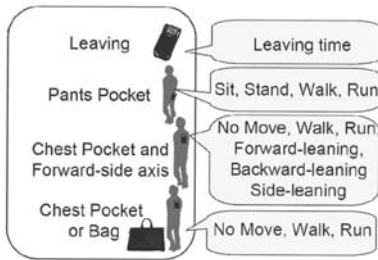 Leaving
Leaving time
Pants Pocket
Sit, Stand, Walk, Run
Chest Pocket and
Forward-side axis
No Move, Walk, Run
Forward-leaning,
Backward-leaning
Side-leaning
Chest Pocket
or Bag
No Move, Walk, Run